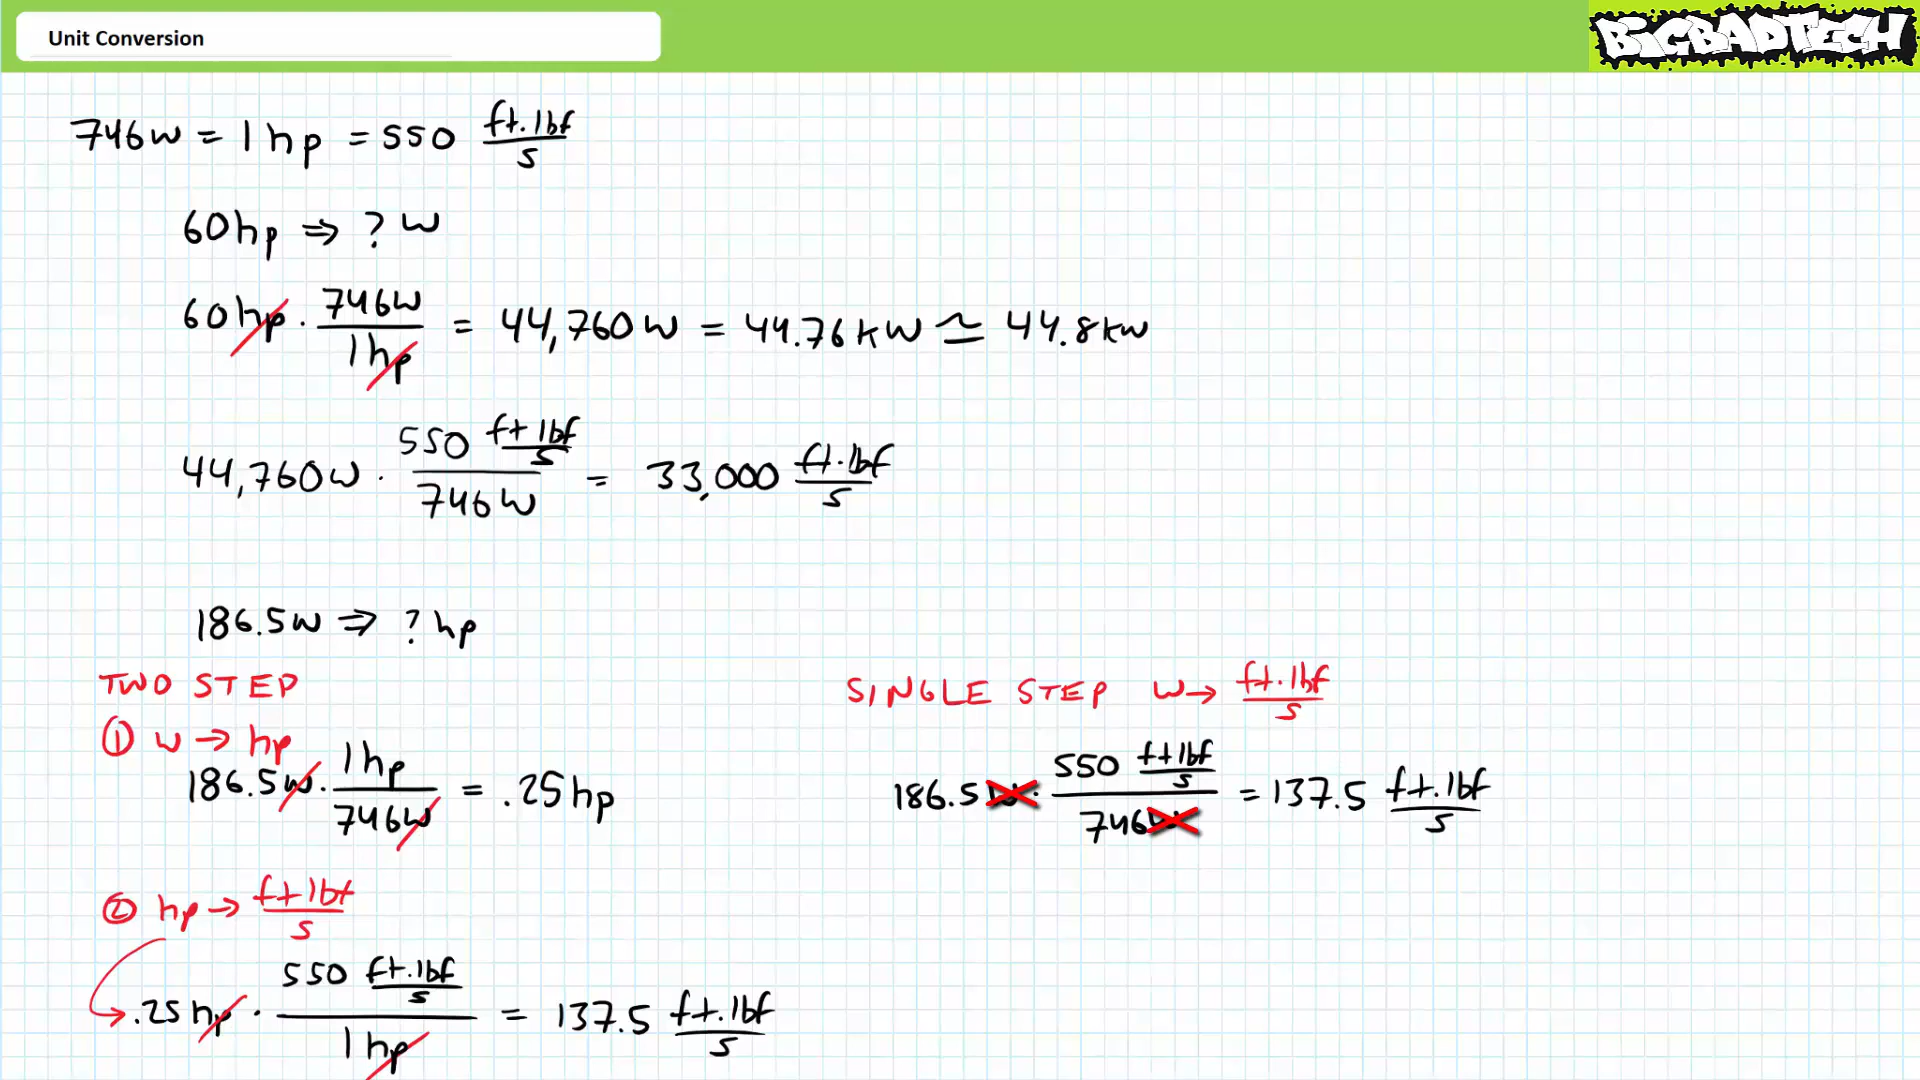 Unit Conversion
BIGBADTECH
746w = 1hp = 550 ft.lbf/s
60hp ⇒ ? w
60hp · 746w/1hp = 44,760w = 44.76kw ≃ 44.8kw
44,760w · 550 ft lbf/s / 746w = 33,000 ft.lbf/s
186.5w ⇒ ? hp
TWO STEP
① w → hp
186.5w · 1hp/746w = .25hp
② hp → ft lbf/s
.25hp · 550 ft.lbf/s / 1hp = 137.5 ft.lbf/s
SINGLE STEP w → ft.lbf/s
186.5w · 550 ft lbf/s / 746w = 137.5 ft.lbf/s